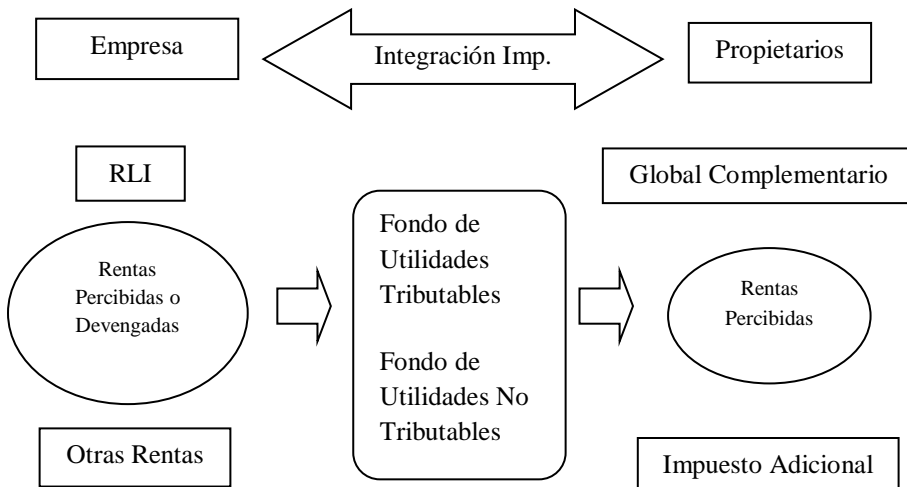 Empresa
Integración Imp.
Propietarios
RLI
Global Complementario
Rentas
Percibidas o
Devengadas
Fondo de
Utilidades
Tributables
Fondo de
Utilidades No
Tributables
Rentas
Percibidas
Otras Rentas
Impuesto Adicional